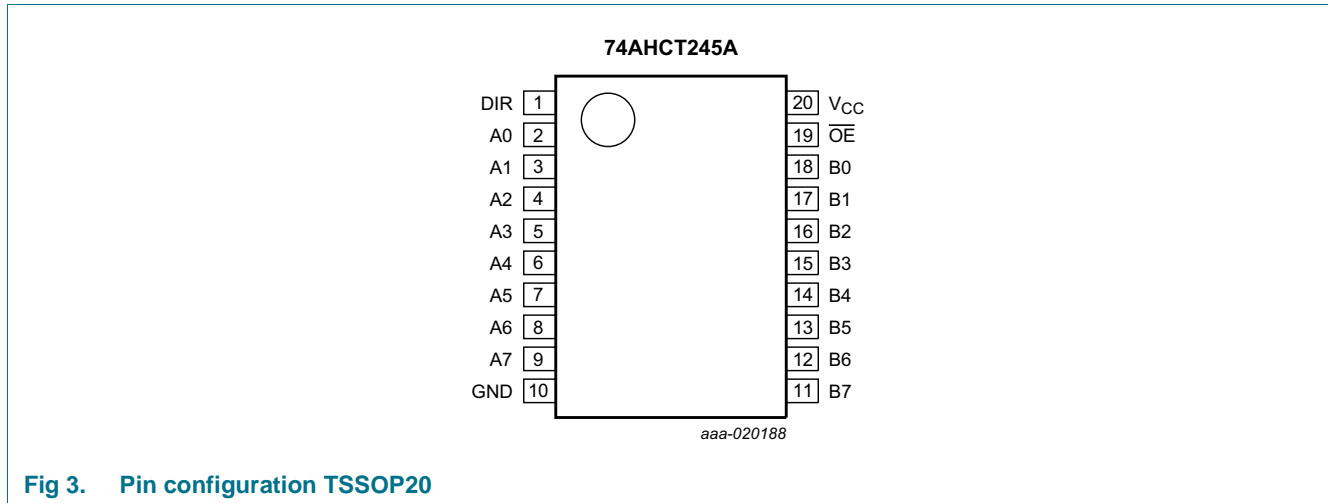 74AHCT245A
DIR 1 20 VCC
A0 2 19 O̅E̅
A1 3 18 B0
A2 4 17 B1
A3 5 16 B2
A4 6 15 B3
A5 7 14 B4
A6 8 13 B5
A7 9 12 B6
GND 10 11 B7
aaa-020188
Fig 3. Pin configuration TSSOP20